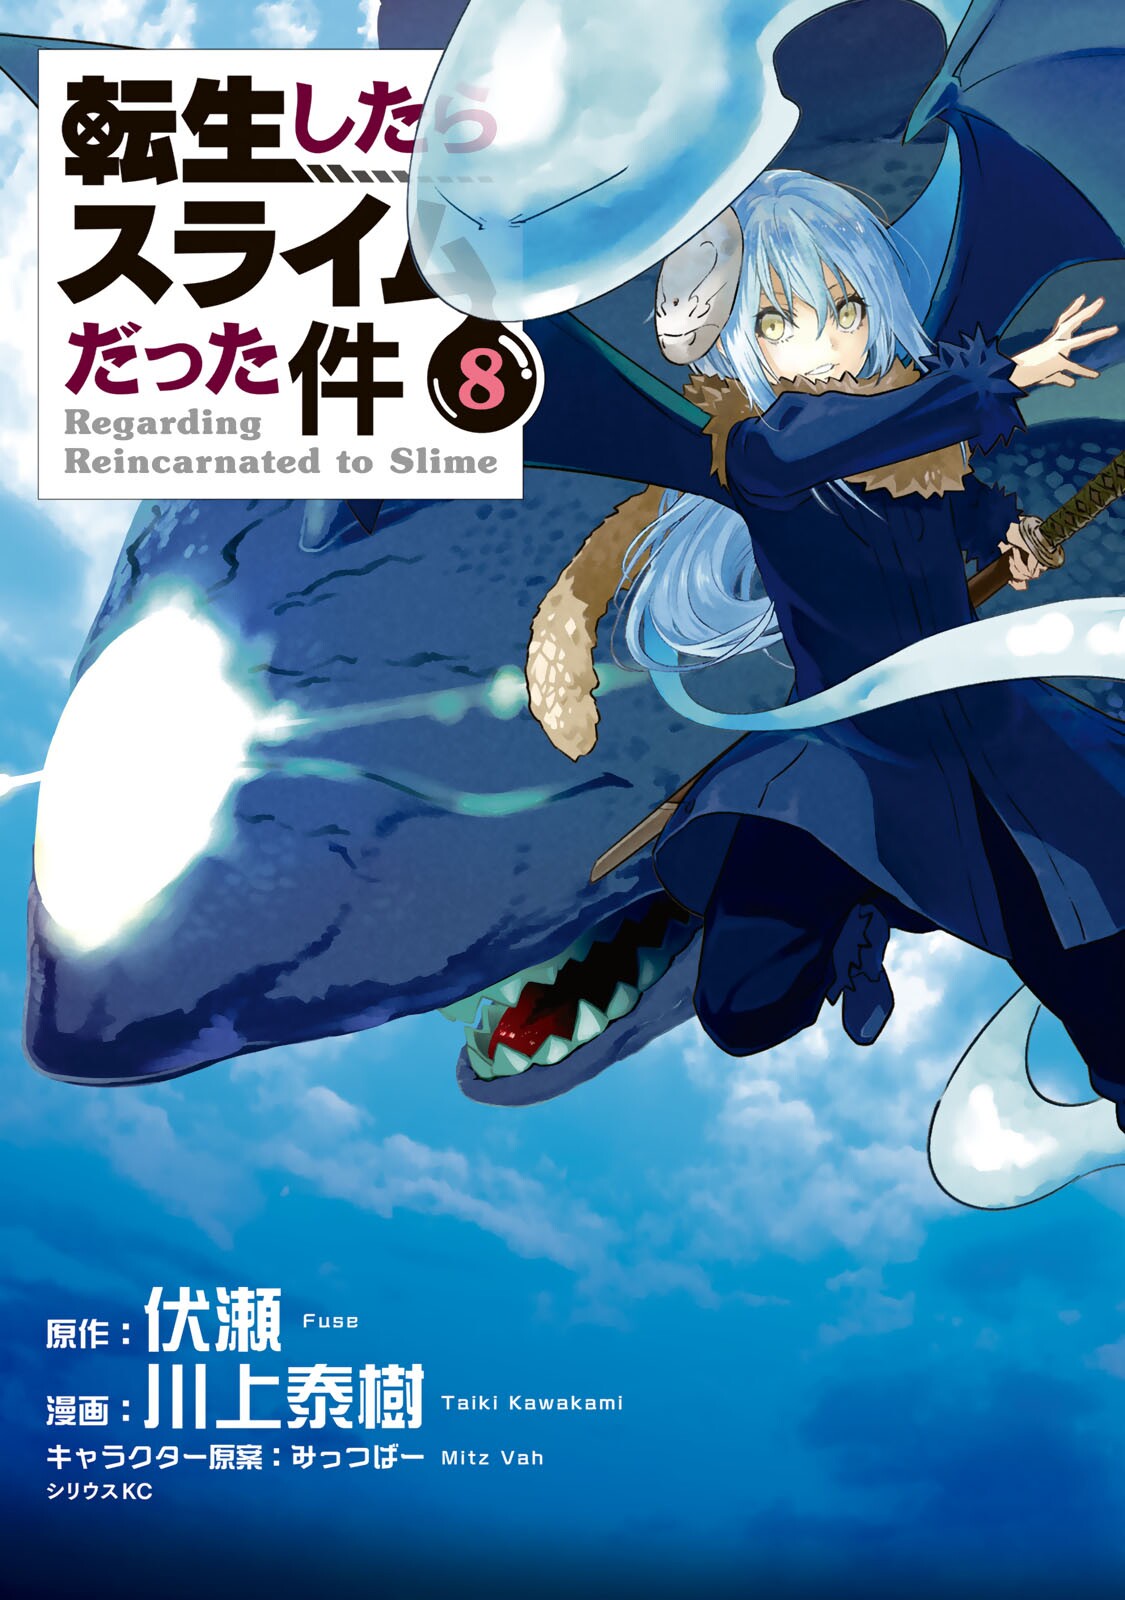 転生したら
スライム
だった件 8
Regarding
Reincarnated to Slime
原作：伏瀬 Fuse
漫画：川上泰樹 Taiki Kawakami
キャラクター原案：みっつばー Mitz Vah
シリウスKC